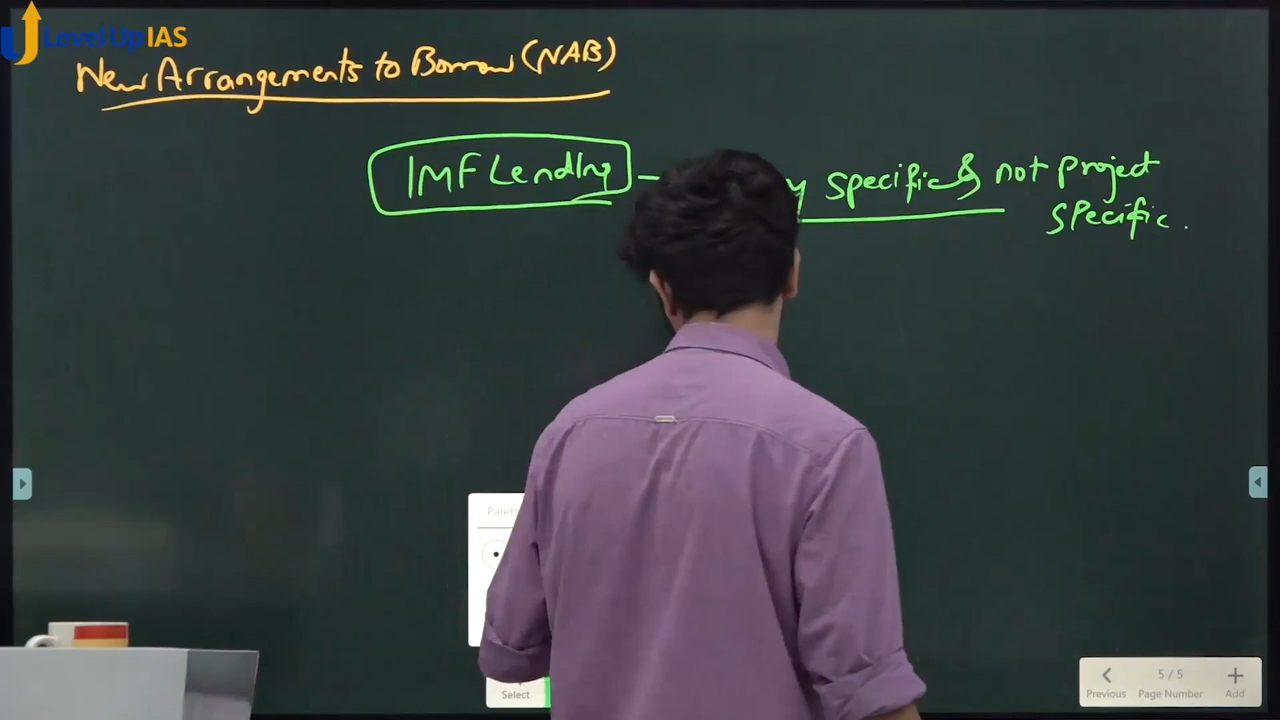 Level Up IAS
New Arrangements to Borrow (NAB)
IMF Lending - y specific & not project
specific.
Palet
Select
5 / 5
Previous Page Number Add